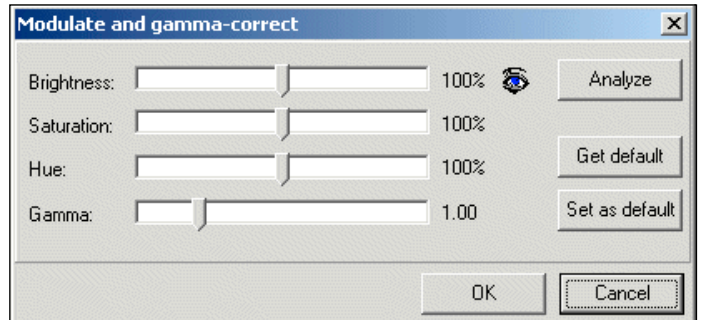 Modulate and gamma-correct
Brightness: 100% Analyze
Saturation: 100%
Hue: 100% Get default
Gamma: 1.00 Set as default
OK Cancel